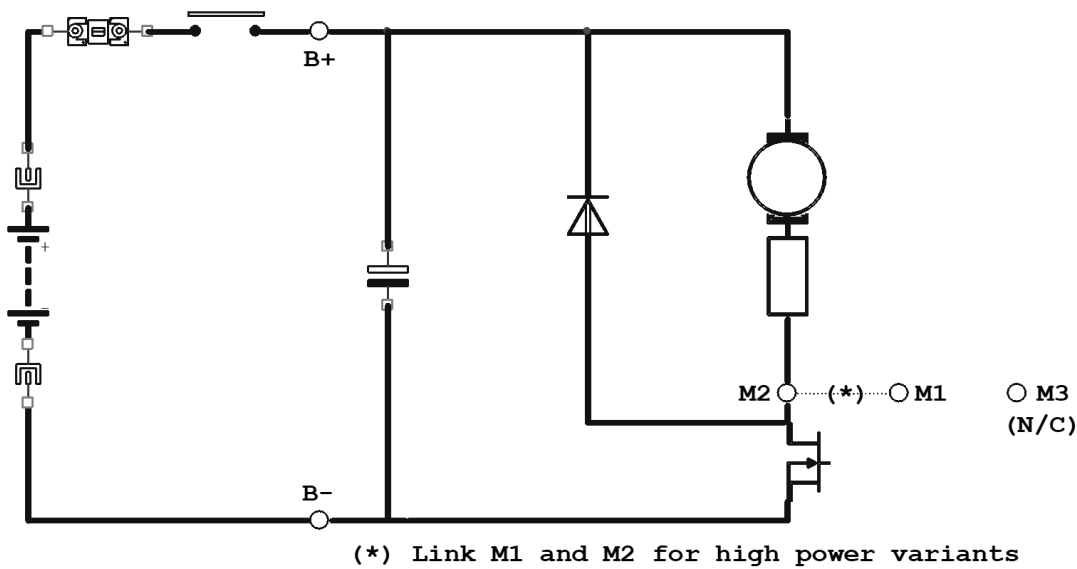 B+
+
M2 (*) M1 M3
(N/C)
B-
(*) Link M1 and M2 for high power variants